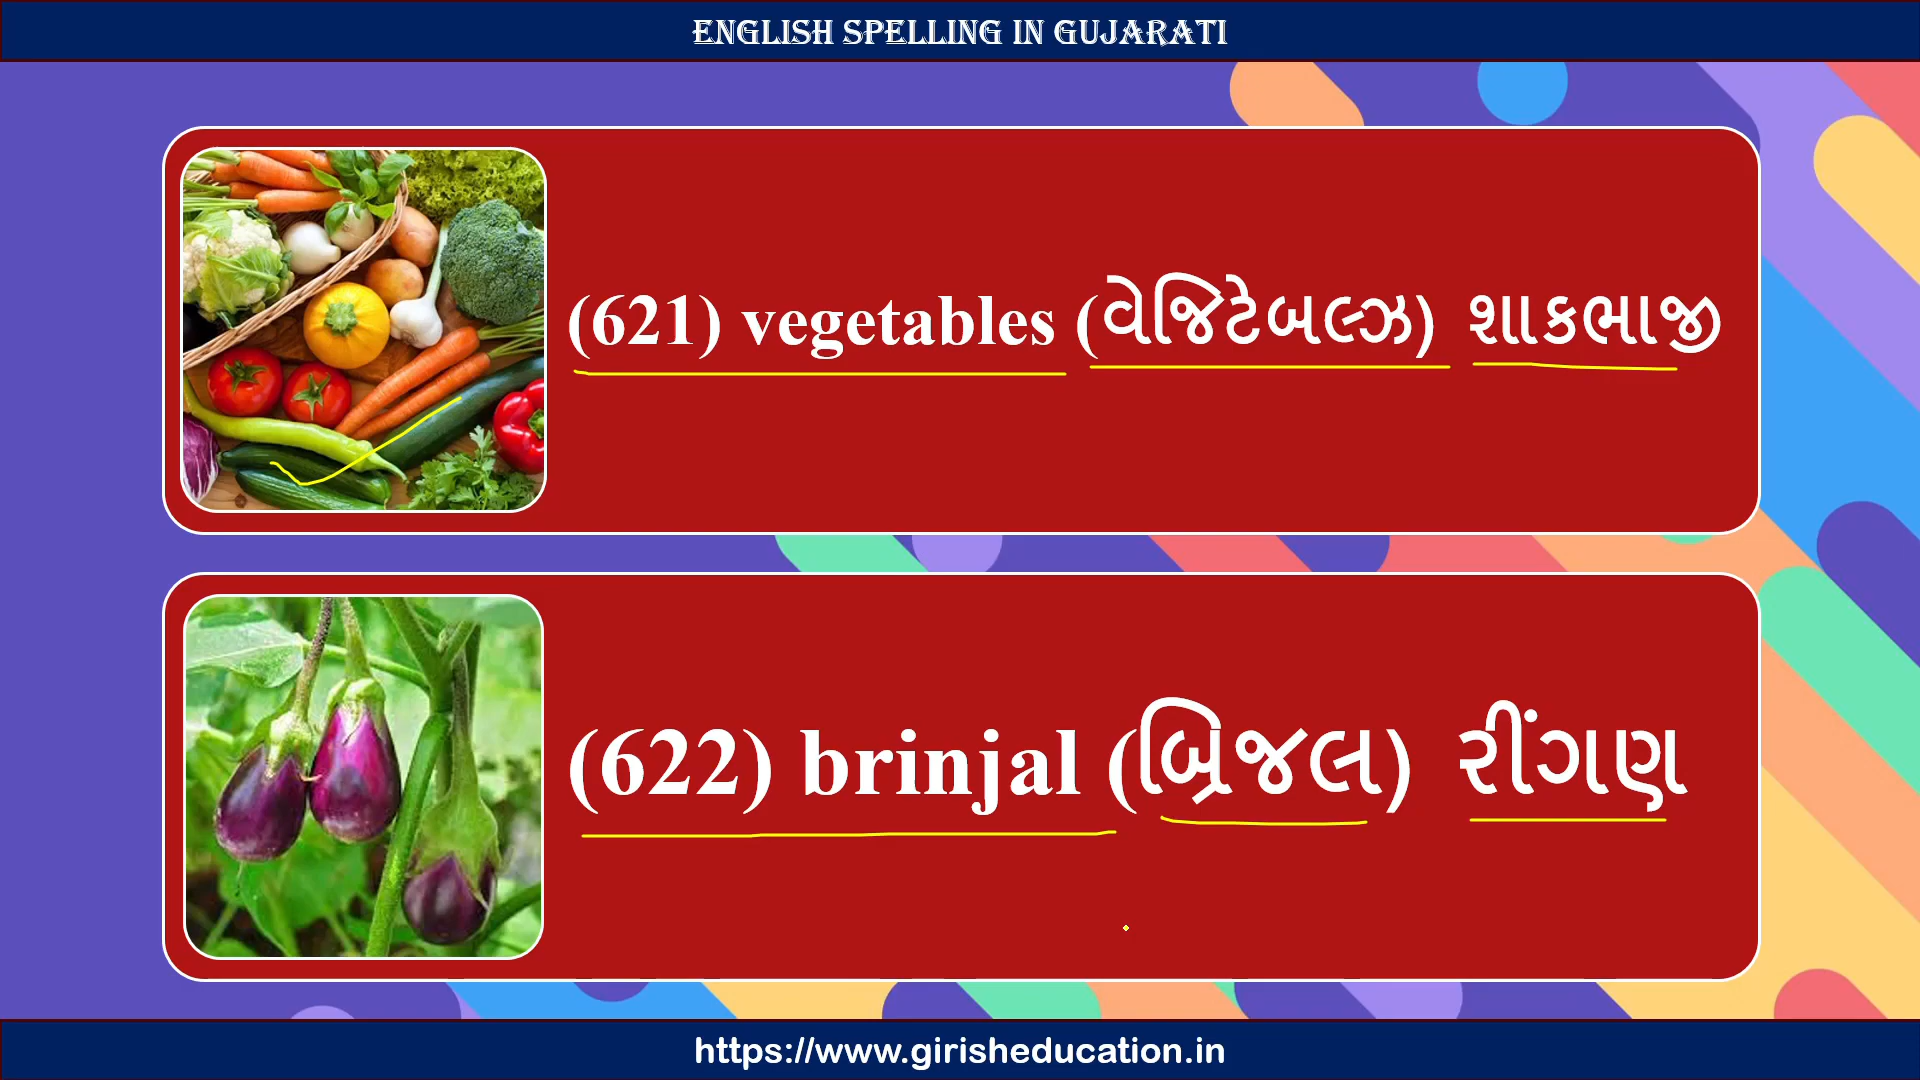 ENGLISH SPELLING IN GUJARATI
(621) vegetables (વેજિટેબલ્ઝ) શાકભાજી
(622) brinjal (બ્રિજલ) રીંગણ
https://www.girisheducation.in